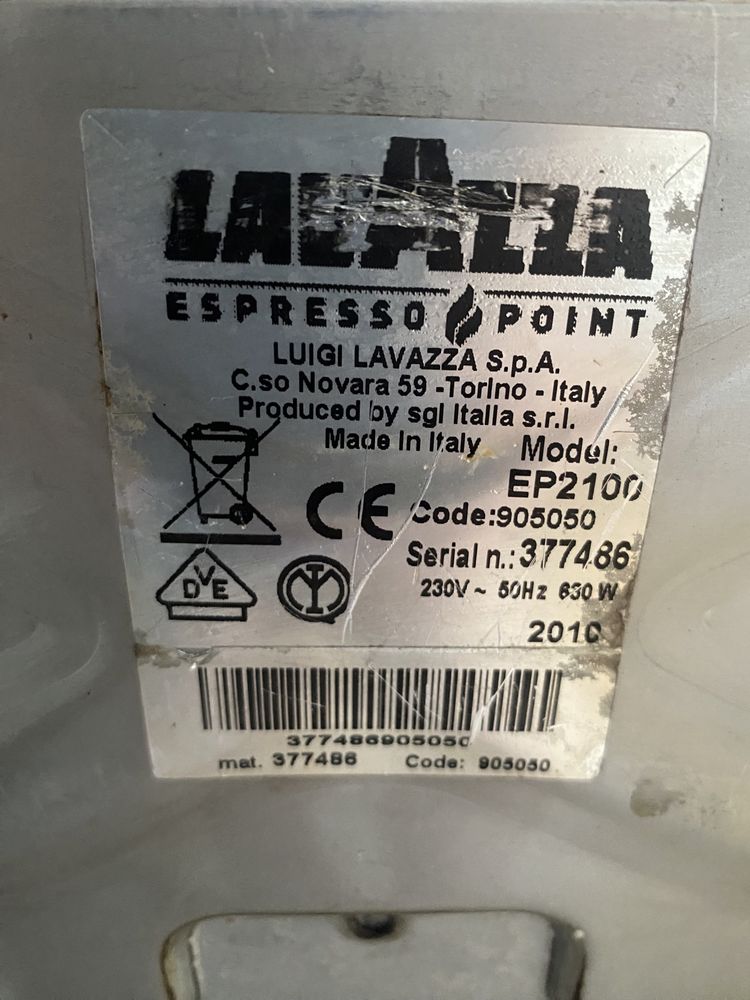 LAVAZZA
ESPRESSO POINT
LUIGI LAVAZZA S.p.A.
C.so Novara 59 -Torino - Italy
Produced by sgl Italia s.r.l.
Made In Italy Model:
EP2100
CE Code:905050
Serial n.: 377486
DVE
230V ~ 50Hz 630 W
2010
377486905050
mat. 377486 Code: 905050